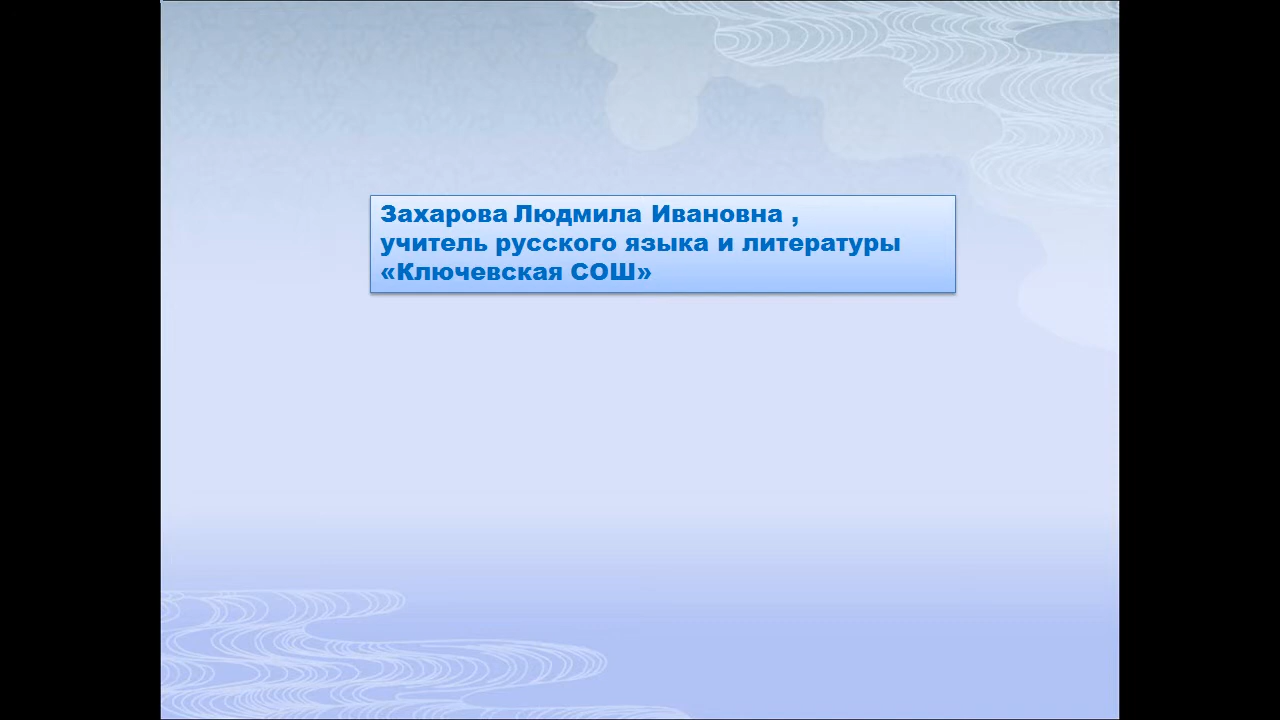 Захарова Людмила Ивановна ,
учитель русского языка и литературы
«Ключевская СОШ»